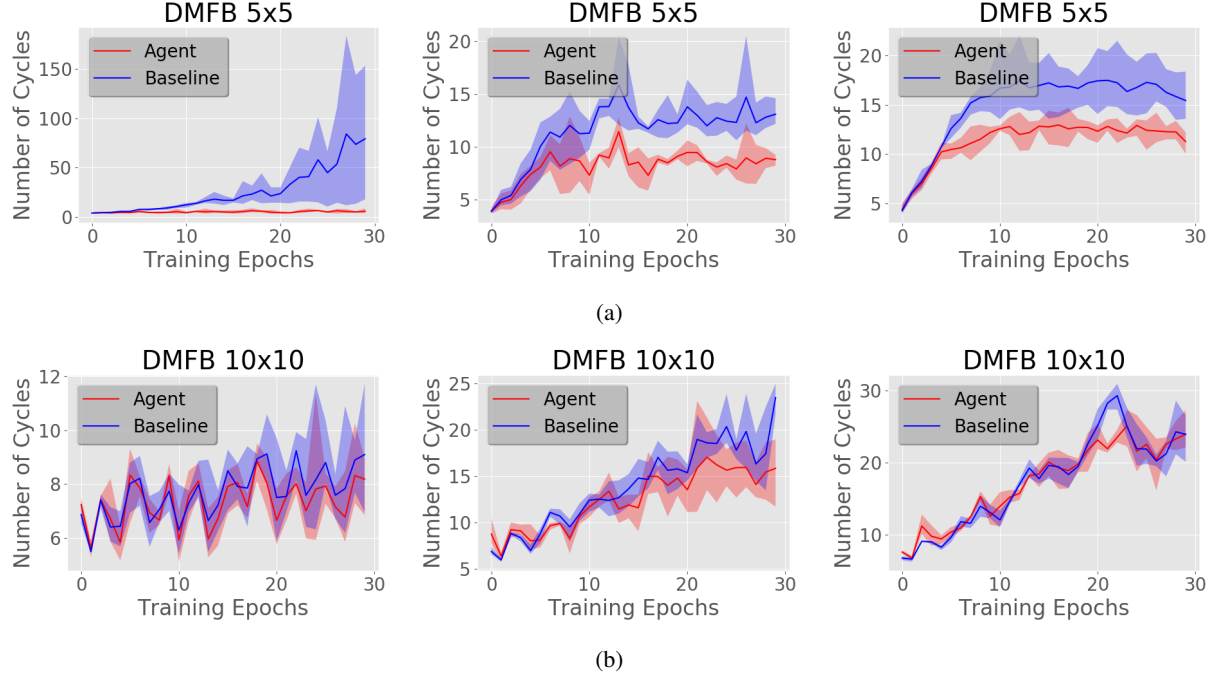 DMFB 5x5
Number of Cycles
150
100
50
0
Agent
Baseline
0 10 20 30
Training Epochs
DMFB 5x5
Number of Cycles
20
15
10
5
Agent
Baseline
0 10 20 30
Training Epochs
DMFB 5x5
Number of Cycles
20
15
10
5
Agent
Baseline
0 10 20 30
Training Epochs
(a)
DMFB 10x10
Number of Cycles
12
10
8
6
Agent
Baseline
0 10 20 30
Training Epochs
DMFB 10x10
Number of Cycles
25
20
15
10
5
Agent
Baseline
0 10 20 30
Training Epochs
DMFB 10x10
Number of Cycles
30
20
10
Agent
Baseline
0 10 20 30
Training Epochs
(b)